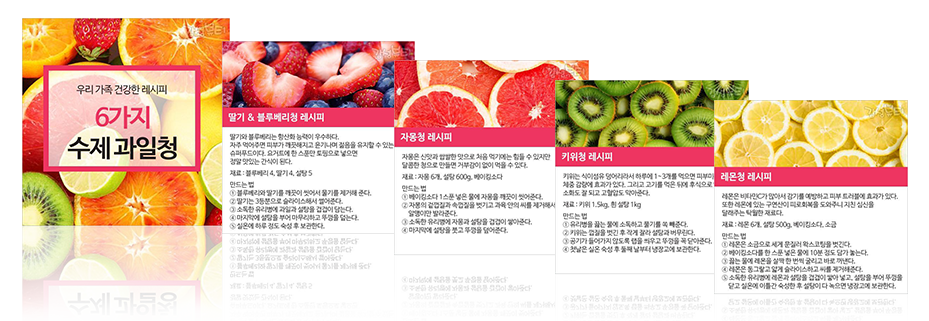 우리 가족 건강한 레시피
6가지
수제 과일청
딸기 & 블루베리청 레시피
딸기와 블루베리는 항산화 능력이 우수하다.
자주 먹어주면 피부가 깨끗해지고 윤기나며 젊음을 유지할 수 있는
슈퍼푸드이다. 요거트에 한 스푼만 토핑으로 넣으면
정말 맛있는 간식이 된다.
재료 : 블루베리 4, 딸기 4, 설탕 5
만드는 법
① 블루베리와 딸기를 깨끗이 씻어서 물기를 제거해 준다.
② 딸기는 3등분으로 슬라이스해서 썰어준다.
③ 소독한 유리병에 과일과 설탕을 겹겹이 담는다.
④ 마지막에 설탕을 부어 마무리하고 뚜껑을 덮는다.
⑤ 실온에 하루 정도 숙성 후 보관한다.
자몽청 레시피
자몽은 신맛과 쌉쌀한 맛으로 처음 먹기에는 힘들 수 있지만
달콤한 청으로 만들면 거부감이 없이 먹을 수 있다.
재료 : 자몽 6개, 설탕 600g, 베이킹소다
만드는 법
① 베이킹소다 1스푼 넣은 물에 자몽을 깨끗이 씻어준다.
② 자몽의 겉껍질과 속껍질을 벗기고 과육 안의 씨를 제거해서
알맹이만 발라준다.
③ 소독한 유리병에 자몽과 설탕을 겹겹이 쌓아준다.
④ 마지막에 설탕을 붓고 뚜껑을 덮어준다.
키위청 레시피
키위는 식이섬유 덩어리라서 하루에 1~3개를 먹으면 피부미
체중 감량에 효과가 있다. 그리고 고기를 먹은 뒤에 후식으로
소화도 잘 되고 고혈압도 막아준다.
재료 : 키위 1.5kg, 흰 설탕 1kg
만드는 법
① 유리병을 끓는 물에 소독하고 물기를 쏙 빼준다.
② 키위는 껍질을 벗긴 후 작게 잘라 설탕과 버무린다.
③ 공기가 들어가지 않도록 랩을 씌우고 뚜껑을 꼭 닫아준다.
④ 첫날은 실온 숙성 후 둘째 날부터 냉장고에 보관한다.
레몬청 레시피
레몬은 비타민C가 많아서 감기를 예방하고 피부 트러블에 효과가 있다.
또한 레몬에 있는 구연산이 피로회복을 도와주니 지친 심신을
달래주는 탁월한 재료다.
재료 : 레몬 6개, 설탕 500g, 베이킹소다, 소금
만드는 법
① 레몬은 소금으로 세게 문질러 왁스코팅을 벗긴다.
② 베이킹소다를 한 스푼 넣은 물에 10분 정도 담가 놓는다.
③ 끓는 물에 레몬을 살짝 한 번씩 굴리고 바로 꺼낸다.
④ 레몬은 동그랗고 얇게 슬라이스하고 씨를 제거해준다.
⑤ 소독한 유리병에 레몬과 설탕을 겹겹이 쌓아 넣고, 설탕을 부어 뚜껑을
닫고 실온에 이틀간 숙성한 후 설탕이 다 녹으면 냉장고에 보관한다.